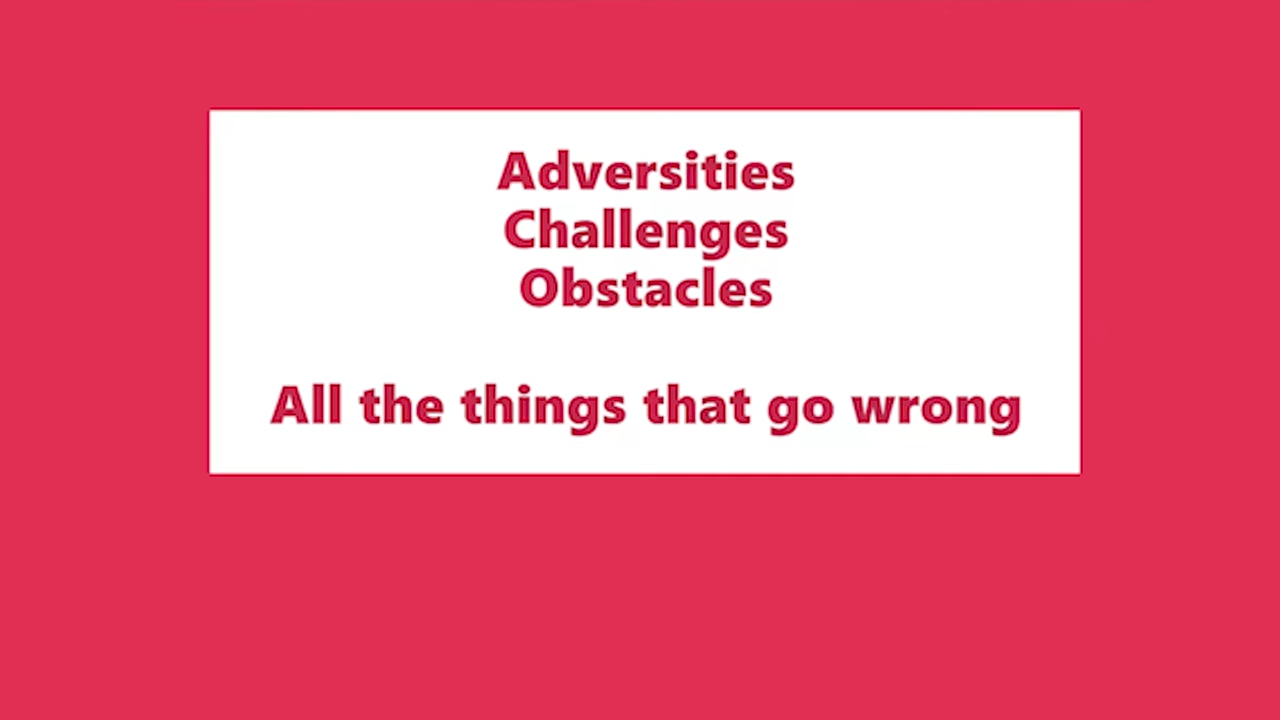 Adversities
Challenges
Obstacles
All the things that go wrong